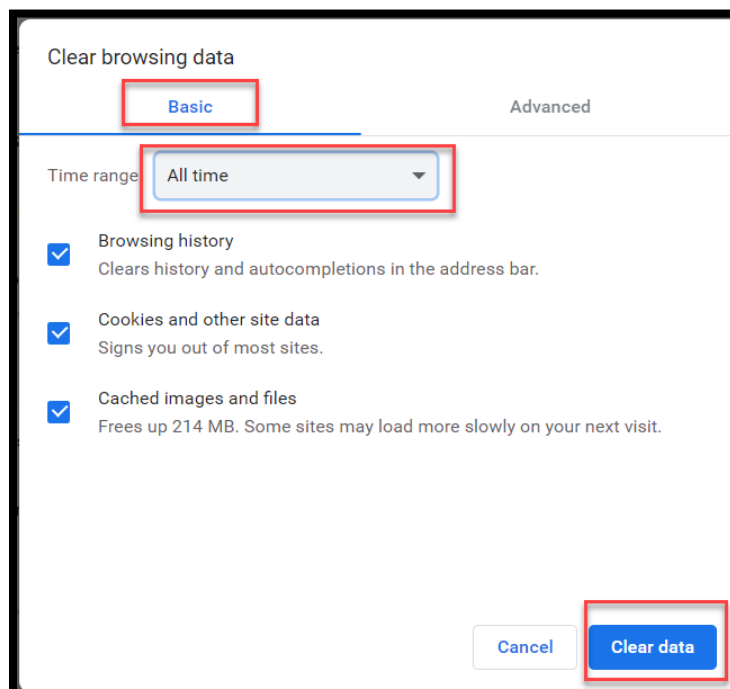 Clear browsing data
Basic Advanced
Time range All time
Browsing history
Clears history and autocompletions in the address bar.
Cookies and other site data
Signs you out of most sites.
Cached images and files
Frees up 214 MB. Some sites may load more slowly on your next visit.
Cancel Clear data